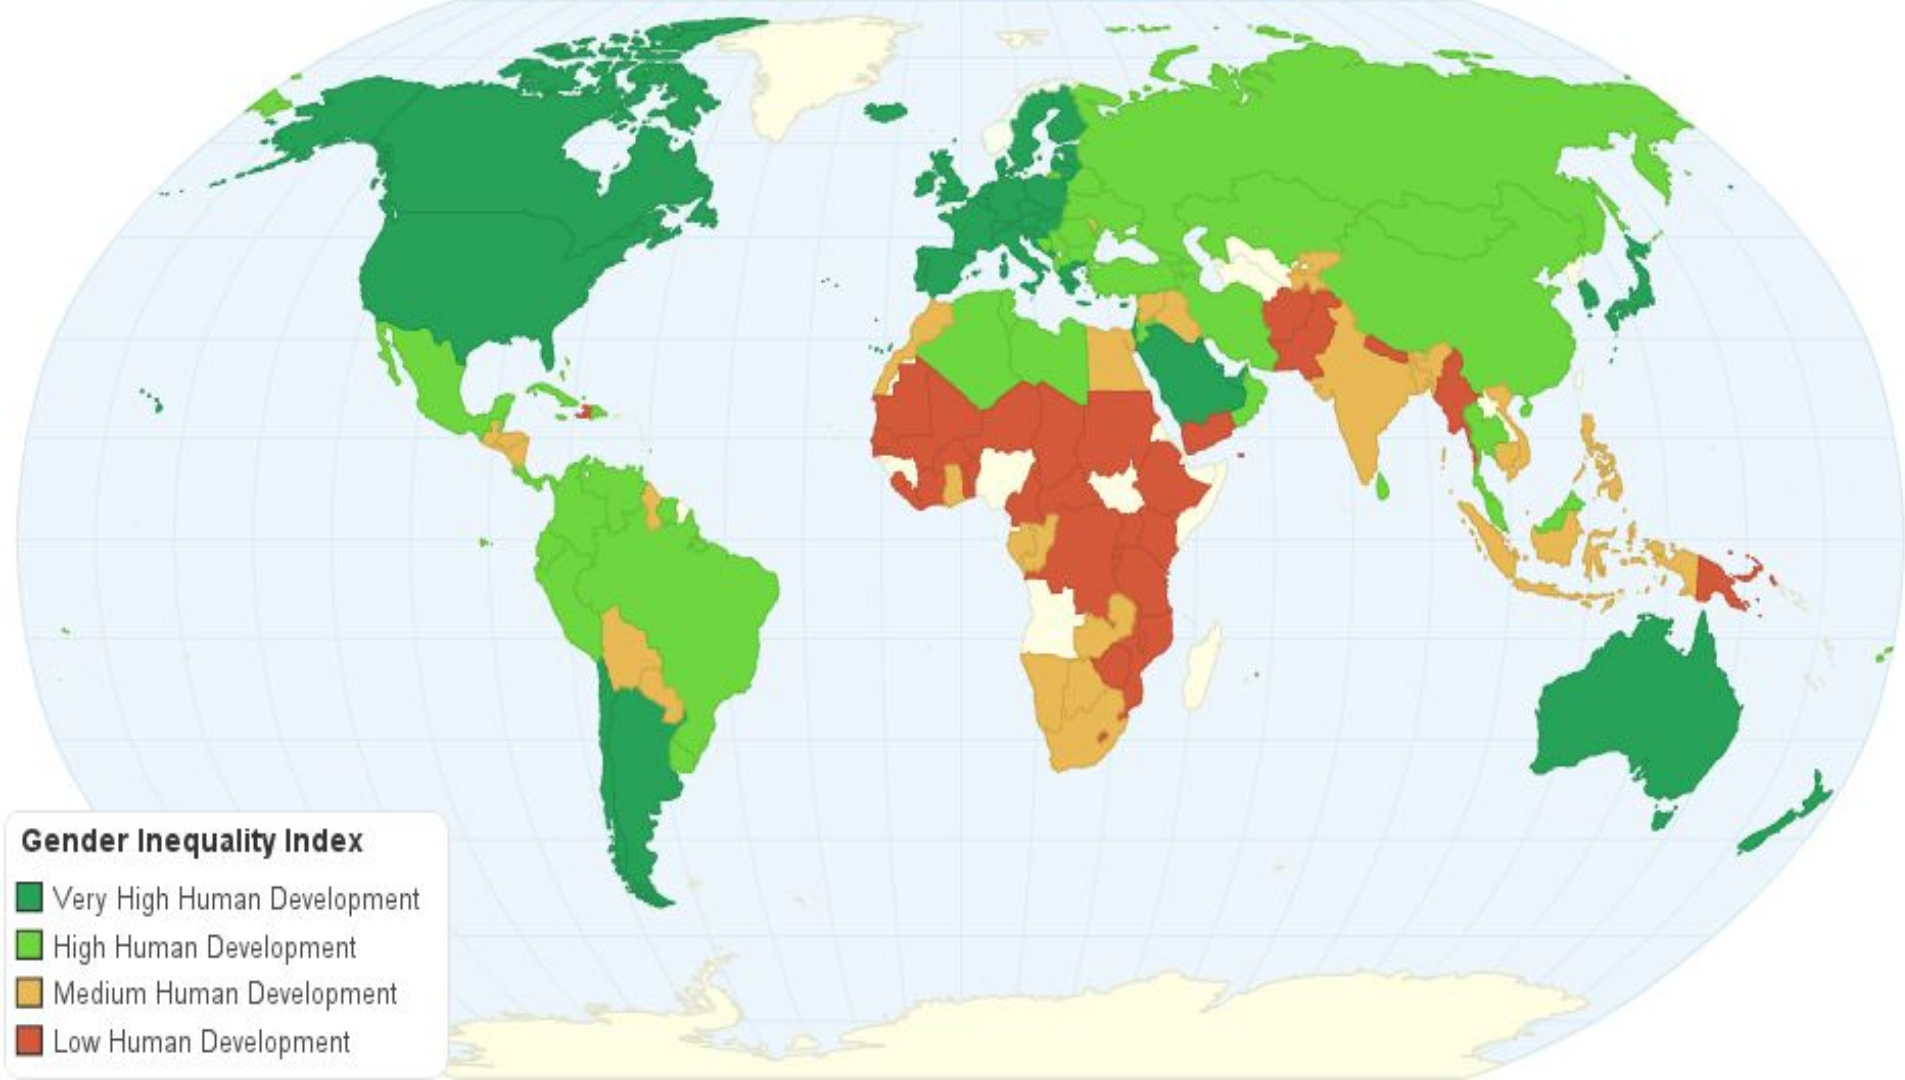 Gender Inequality Index
Very High Human Development
High Human Development
Medium Human Development
Low Human Development